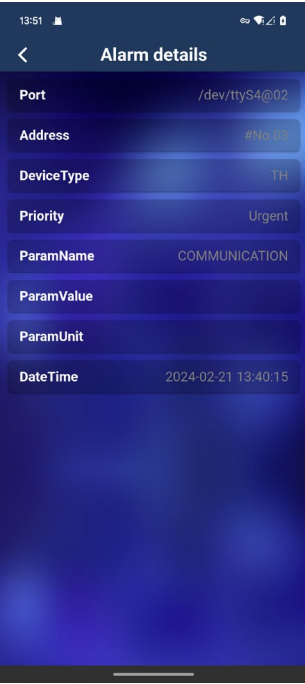 13:51
Alarm details
Port /dev/ttyS4@02
Address #No.03
DeviceType TH
Priority Urgent
ParamName COMMUNICATION
ParamValue
ParamUnit
DateTime 2024-02-21 13:40:15